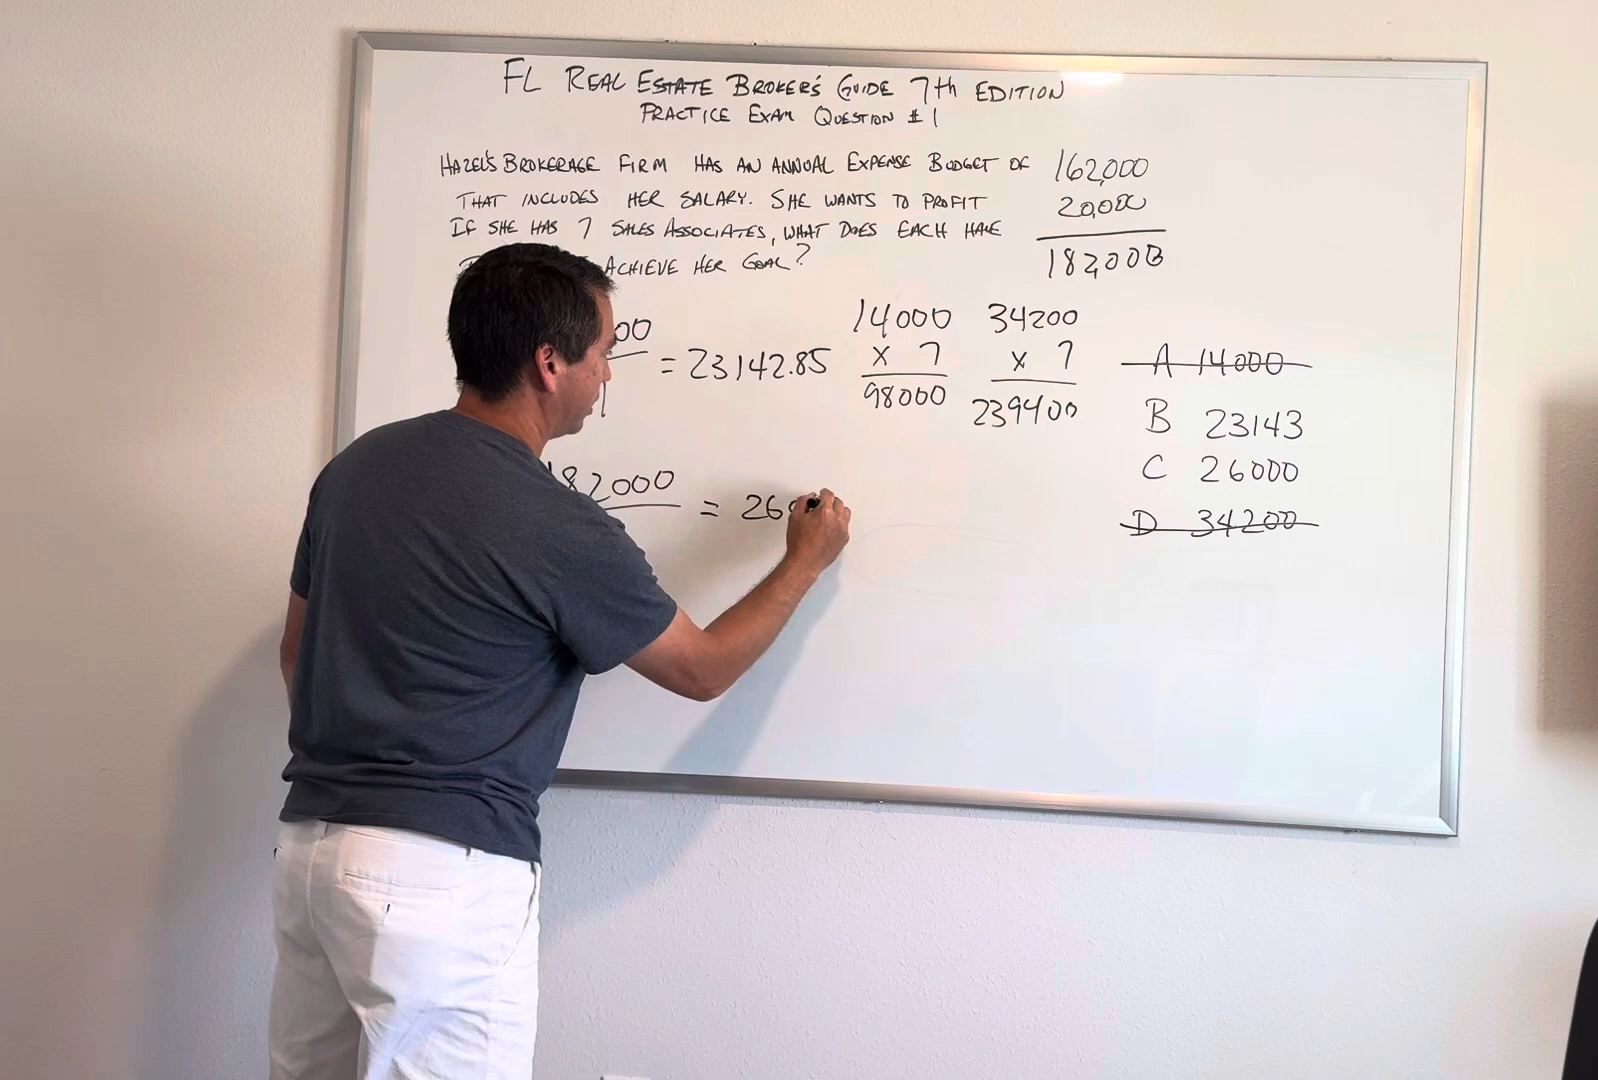 FL REAL ESTATE BROKER'S GUIDE 7th EDITION
PRACTICE EXAM QUESTION #1
HAZEL'S BROKERAGE FIRM HAS AN ANNUAL EXPENSE BUDGET OF 162,000
THAT INCLUDES HER SALARY. SHE WANTS TO PROFIT 20,000
IF SHE HAS 7 SALES ASSOCIATES, WHAT DOES EACH HAVE
182,000
ACHIEVE HER GOAL?
00
= 23142.85
14000
x 7
98000
34200
x 7
239400
A 14000
B 23143
C 26000
D 34200
182000
= 26